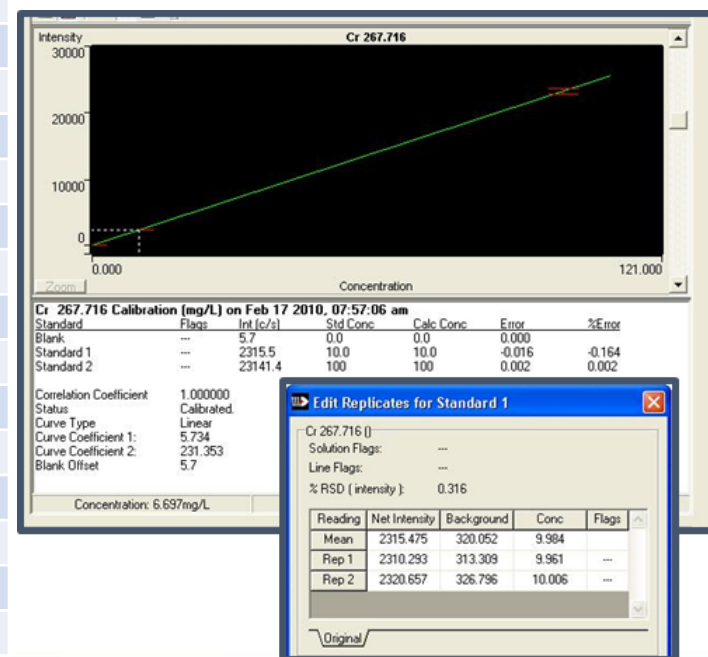 Intensity Cr 267.716
30000
20000
10000
0
0.000 121.000
Zoom Concentration
Cr 267.716 Calibration (mg/L) on Feb 17 2010, 07:57:06 am
Standard Flags Int (c/s) Std Conc Calc Conc Error %Error
Blank --- 5.7 0.0 0.0 0.000
Standard 1 --- 2315.5 10.0 10.0 -0.016 -0.164
Standard 2 --- 23141.4 100 100 0.002 0.002
Correlation Coefficient 1.000000
Status Calibrated.
Curve Type Linear
Curve Coefficient 1: 5.734
Curve Coefficient 2: 231.353
Blank Offset 5.7
Concentration: 6.697mg/L
Edit Replicates for Standard 1
Cr 267.716 ()
Solution Flags: ---
Line Flags: ---
% RSD ( intensity ): 0.316
Reading Net Intensity Background Conc Flags
Mean 2315.475 320.052 9.984
Rep 1 2310.293 313.309 9.961 ---
Rep 2 2320.657 326.796 10.006 ---
Original